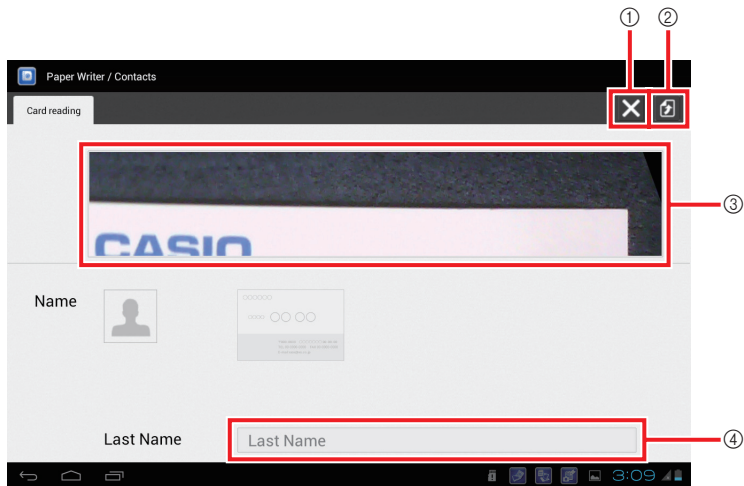 ① ②
Paper Writer / Contacts
Card reading
③
CASIO
Name
○○○○○○
○○○○ ○○ ○○
Last Name
Last Name
④
3:09